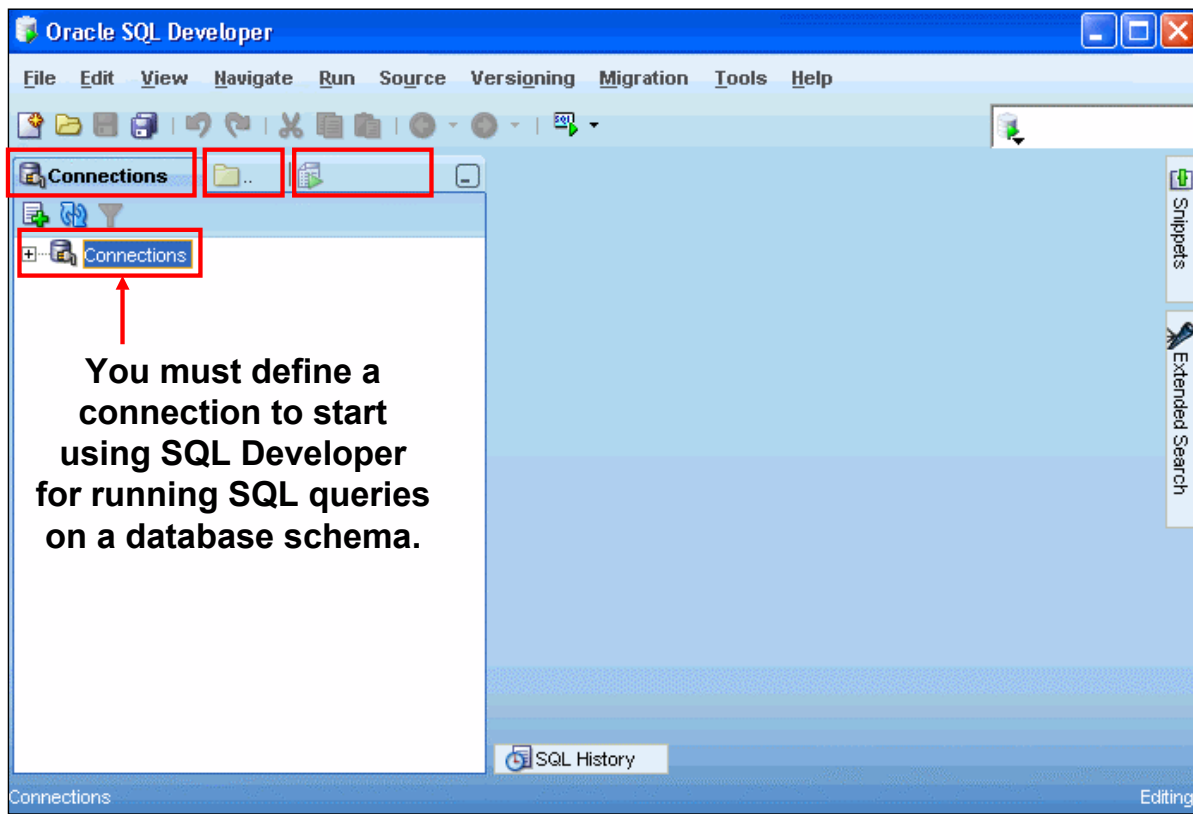 Oracle SQL Developer
File Edit View Navigate Run Source Versioning Migration Tools Help
Connections
..
Connections
You must define a
connection to start
using SQL Developer
for running SQL queries
on a database schema.
Snippets
Extended Search
SQL History
Connections
Editing